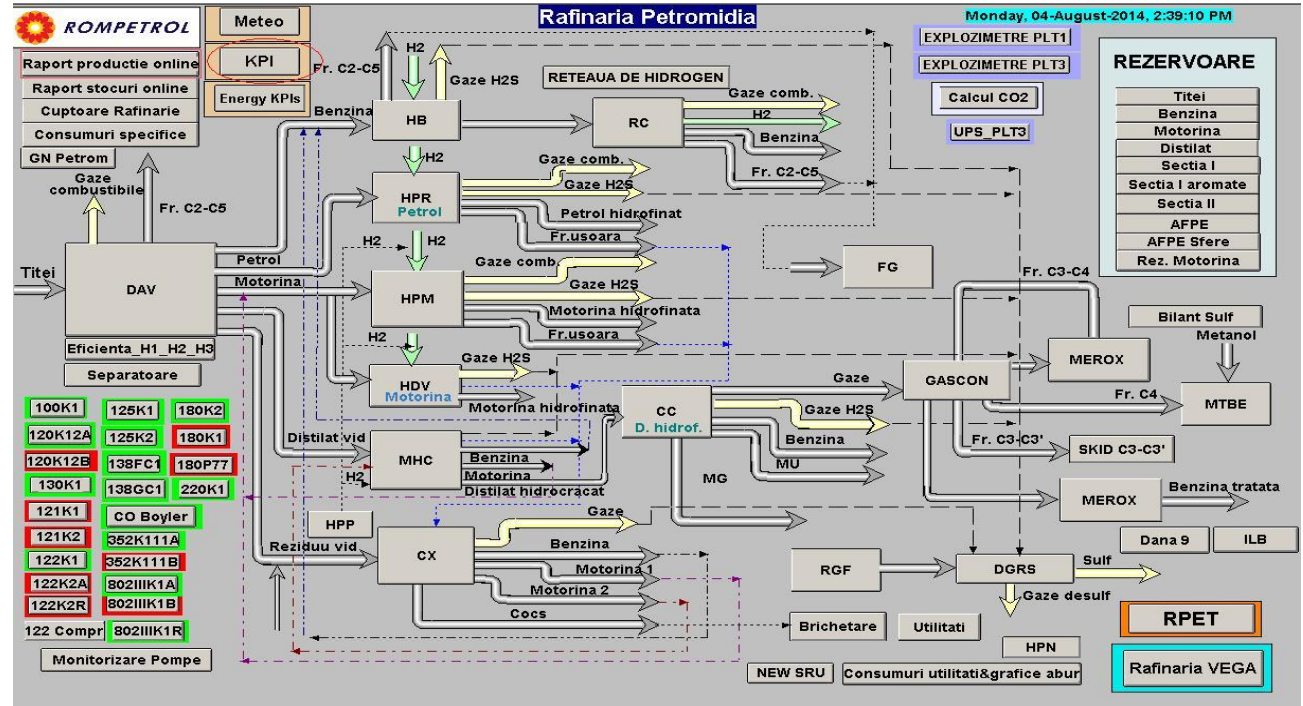 ROMPETROL
Meteo
KPI
Energy KPIs
Rafinaria Petromidia
Monday, 04-August-2014, 2:39:10 PM
Raport productie online
Raport stocuri online
Cuptoare Rafinarie
Consumuri specifice
GN Petrom
EXPLOZIMETRE PLT1
EXPLOZIMETRE PLT3
Calcul CO2
UPS_PLT3
REZERVOARE
Titei
Benzina
Motorina
Distilat
Sectia I
Sectia I aromate
Sectia II
AFPE
AFPE Sfere
Rez. Motorina
Fr. C2-C5
H2
Gaze H2S
RETEAUA DE HIDROGEN
Benzina
HB
RC
Gaze comb.
H2
Benzina
Fr. C2-C5
H2
Gaze
combustibile
Fr. C2-C5
HPR
Petrol
Gaze comb.
Gaze H2S
Petrol hidrofinat
Fr.usoara
H2
H2
Titei
DAV
Petrol
Motorina
HPM
Gaze comb.
Gaze H2S
Motorina hidrofinata
Fr.usoara
FG
Fr. C3-C4
Bilant Sulf
Metanol
Eficienta_H1_H2_H3
Separatoare
H2
HDV
Motorina
Gaze H2S
Motorina hidrofinata
CC
D. hidrof.
Gaze
Gaze H2S
Benzina
MU
MG
GASCON
MEROX
Fr. C4
MTBE
Fr. C3-C3'
SKID C3-C3'
MEROX
Benzina tratata
Distilat vid
MHC
H2
Benzina
Motorina
Distilat hidrocracat
100K1
125K1
180K2
120K12A
125K2
180K1
120K12B
138FC1
180P77
130K1
138GC1
220K1
121K1
CO Boyler
121K2
352K111A
122K1
352K111B
122K2A
802IIIK1A
122K2R
802IIIK1B
122 Compr
802IIIK1R
Monitorizare Pompe
HPP
Reziduu vid
CX
Gaze
Benzina
Motorina 1
Motorina 2
Cocs
RGF
DGRS
Sulf
Gaze desulf
Dana 9
ILB
Brichetare
Utilitati
HPN
RPET
NEW SRU
Consumuri utilitati&grafice abur
Rafinaria VEGA